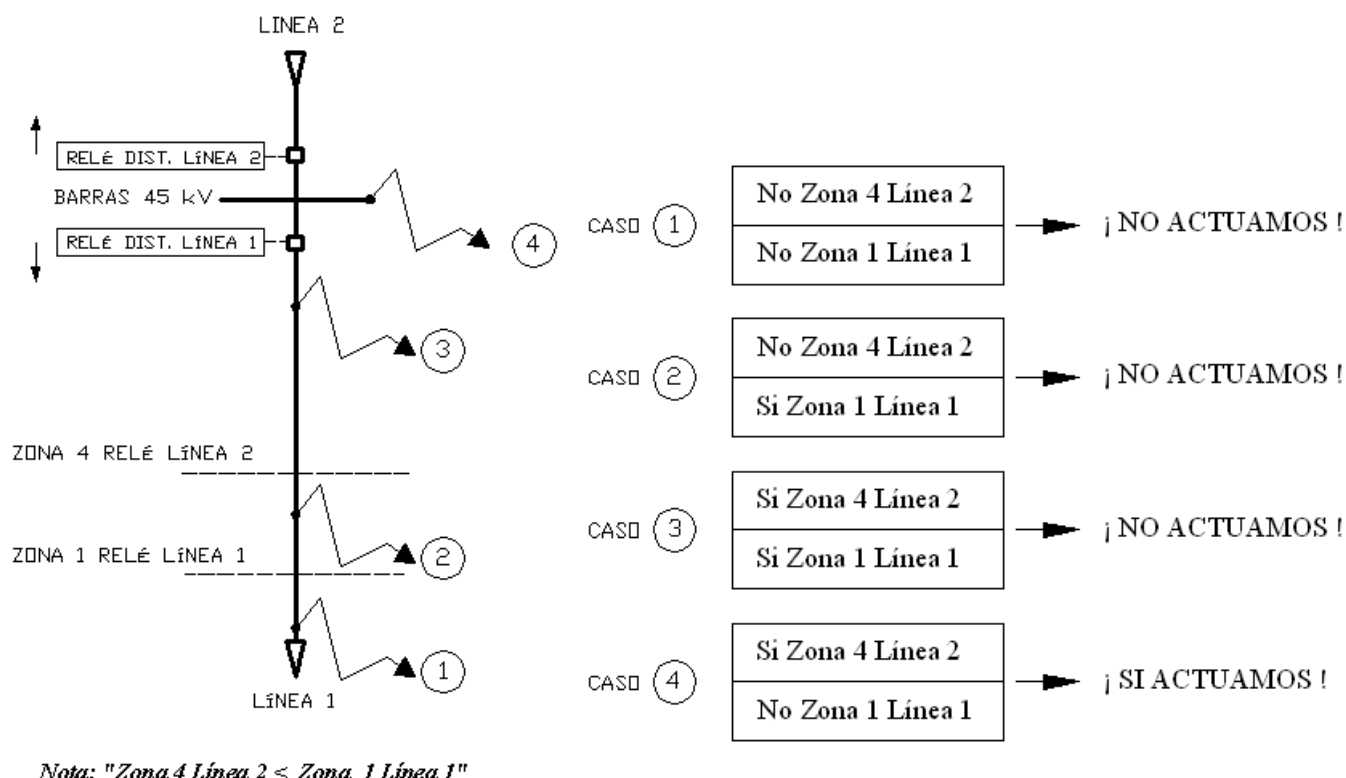 LINEA 2
RELé DIST. LíNEA 2
BARRAS 45 kV
RELé DIST. LíNEA 1
4
3
ZONA 4 RELé LíNEA 2
ZONA 1 RELé LíNEA 1
2
1
LíNEA 1
CASO 1
No Zona 4 Línea 2
No Zona 1 Línea 1
¡ NO ACTUAMOS !
CASO 2
No Zona 4 Línea 2
Si Zona 1 Línea 1
¡ NO ACTUAMOS !
CASO 3
Si Zona 4 Línea 2
Si Zona 1 Línea 1
¡ NO ACTUAMOS !
CASO 4
Si Zona 4 Línea 2
No Zona 1 Línea 1
¡ SI ACTUAMOS !
Nota: "Zona 4 Línea 2 < Zona 1 Línea 1"